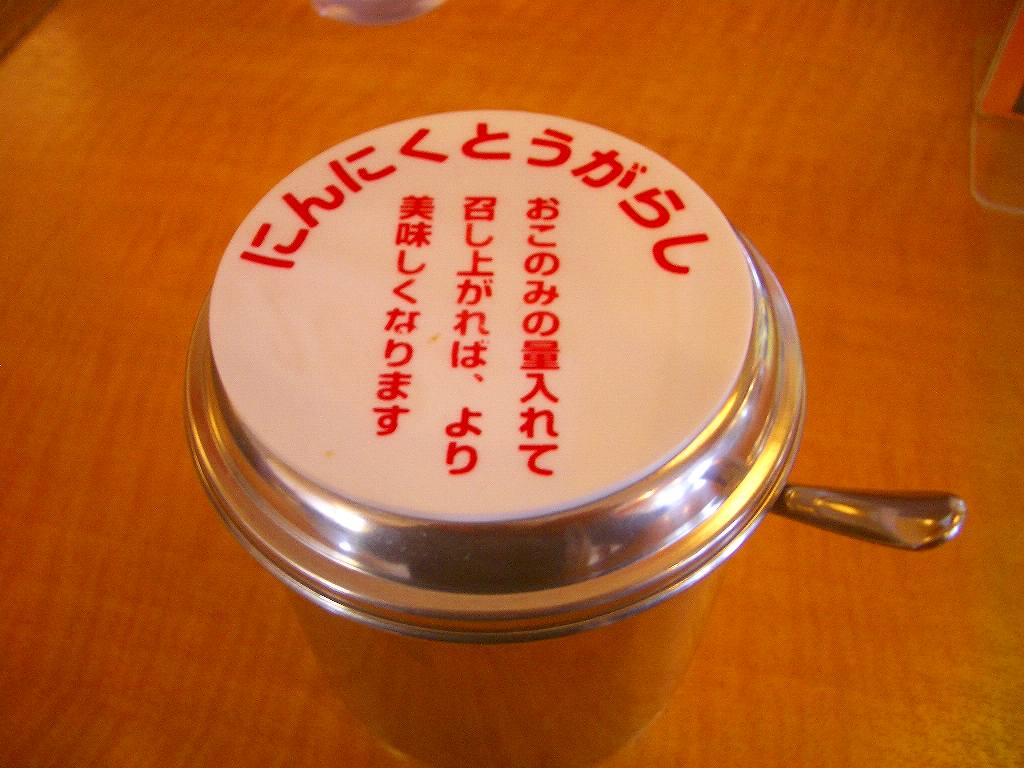 にんにくとうがらし
おこのみの量入れて
召し上がれば、より
美味しくなります